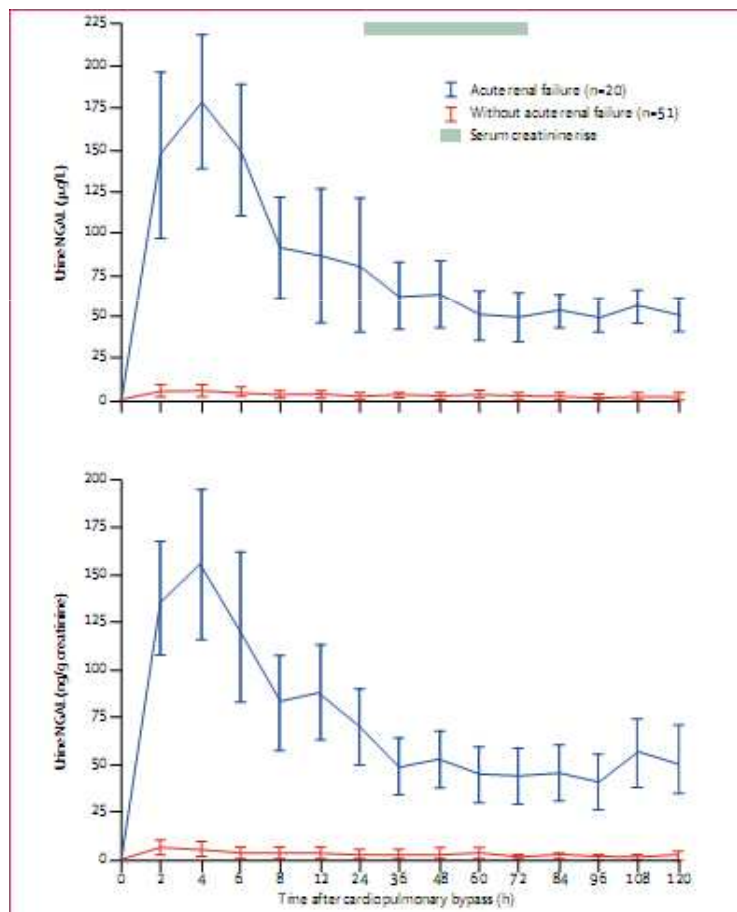 225
200
175
150
125
100
75
50
25
0
Urine NGAL (µg/L)
Acute renal failure (n=20)
Without acute renal failure (n=51)
Serum creatinine rise
200
175
150
125
100
75
50
25
0
Urine NGAL (ng/g creatinine)
0 2 4 6 8 12 24 36 48 60 72 84 96 108 120
Time after cardiopulmonary bypass (h)